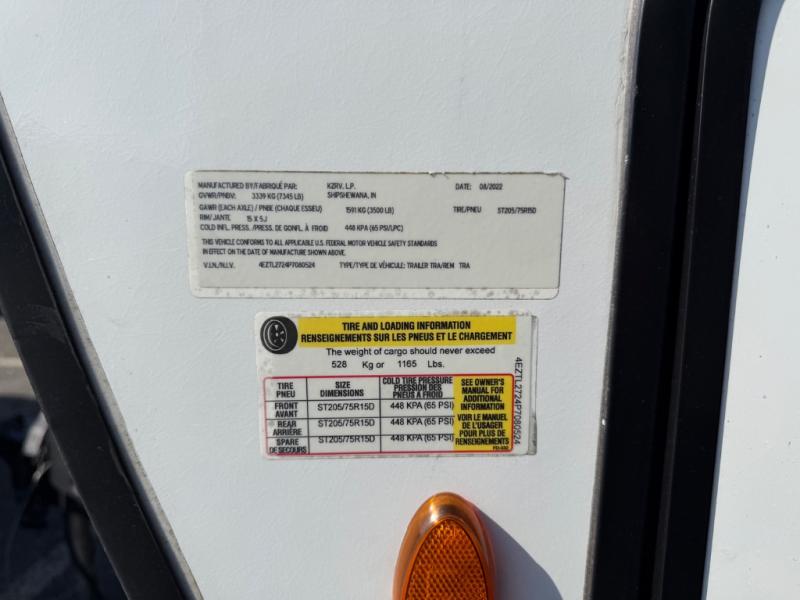 MANUFACTURED BY/FABRIQUÉ PAR: KZRV, L.P. DATE: 08/2022
GVWR/PNBV: 3339 KG (7345 LB) SHIPSHEWANA, IN
GAWR (EACH AXLE) / PNBE (CHAQUE ESSEU) 1591 KG (3500 LB) TIRE/PNEU ST205/75R15D
RIM/JANTE 15 X 5J
COLD INFL. PRESS./PRESS. DE GONFL. À FROID 448 KPA (65 PSI/LPC)
THIS VEHICLE CONFORMS TO ALL APPLICABLE U.S. FEDERAL MOTOR VEHICLE SAFETY STANDARDS
IN EFFECT ON THE DATE OF MANUFACTURE SHOWN ABOVE.
V.I.N./N.I.V. 4EZTL2724P7080524 TYPE/TYPE DE VÉHICULE: TRAILER TRA/REM TRA
TIRE AND LOADING INFORMATION
RENSEIGNEMENTS SUR LES PNEUS ET LE CHARGEMENT
The weight of cargo should never exceed
528 Kg or 1165 Lbs.
TIRE
PNEU
SIZE
DIMENSIONS
COLD TIRE PRESSURE
PRESSION DES
PNEUS A FROID
FRONT
AVANT
ST205/75R15D 448 KPA (65 PSI)
REAR
ARRIÈRE
ST205/75R15D 448 KPA (65 PSI)
SPARE
DE SECOURS
ST205/75R15D 448 KPA (65 PSI)
SEE OWNER'S
MANUAL FOR
ADDITIONAL
INFORMATION
VOIR LE MANUEL
DE L'USAGER
POUR PLUS DE
RENSEIGNEMENTS
4EZTL2724P7080524